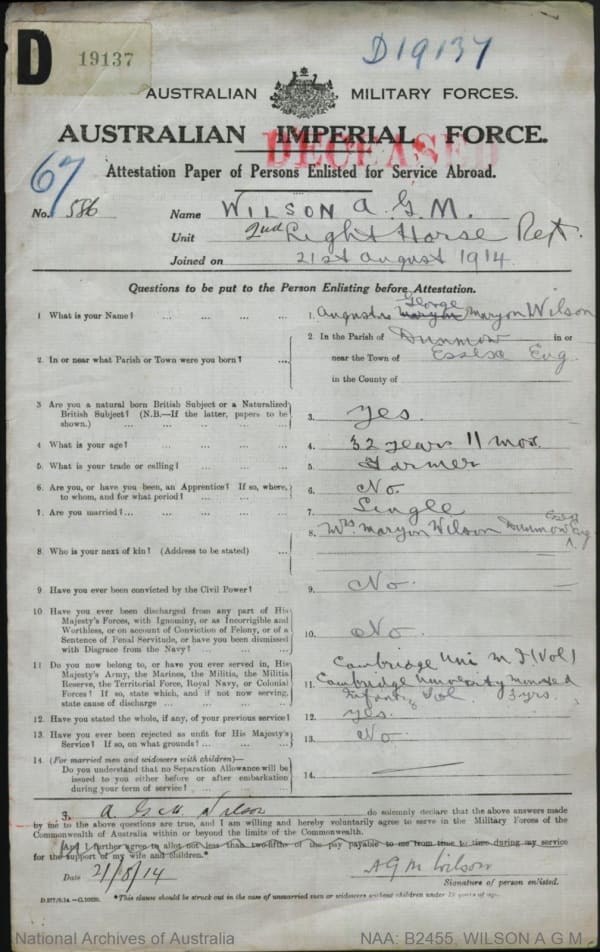 D 19137
D19137
AUSTRALIAN MILITARY FORCES.
AUSTRALIAN IMPERIAL FORCE.
DECEASED
Attestation Paper of Persons Enlisted for Service Abroad.
67
No. 586 Name WILSON A. G. M.
Unit 2nd Light Horse Regt.
Joined on 21st August 1914
Questions to be put to the Person Enlisting before Attestation.
1 What is your Name? ... ... ... ... 1. Augustus George Maryon Maryon Wilson
2. In or near what Parish or Town were you born? ... 2. In the Parish of Dunmow in or
near the Town of Essex Eng.
in the County of
3 Are you a natural born British Subject or a Naturalized
British Subject? (N.B.—If the latter, papers to be
shown.) ... ... ... ... 3. Yes.
4 What is your age? ... ... ... ... 4. 32 years 11 mos.
5. What is your trade or calling? ... ... ... 5. Farmer
6. Are you, or have you been, an Apprentice? If so, where,
to whom, and for what period? ... ... ... 6. No.
7. Are you married? ... ... ... ... 7. Single
8. Who is your next of kin? (Address to be stated) ... 8. Mrs Maryon Wilson Dunmow Essex Eng
9. Have you ever been convicted by the Civil Power? 9. No.
10. Have you ever been discharged from any part of His
Majesty's Forces, with Ignominy, or as Incorrigible and
Worthless, or on account of Conviction of Felony, or of a
Sentence of Penal Servitude, or have you been dismissed
with Disgrace from the Navy? ... ... 10. No.
11 Do you now belong to, or have you ever served in, His
Majesty's Army, the Marines, the Militia, the Militia
Reserve, the Territorial Force, Royal Navy, or Colonial
Forces? If so, state which, and if not now serving,
state cause of discharge ... ... ...
Cambridge Uni M I (Vol)
11. Cambridge University Mounted
Infantry Vol. 3 yrs.
12. Have you stated the whole, if any, of your previous service? 12. Yes.
13. Have you ever been rejected as unfit for His Majesty's
Service? If so, on what grounds? ... ... 13. No.
14. (For married men and widowers with children)—
Do you understand that no Separation Allowance will be
issued to you either before or after embarkation
during your term of service? ... ... 14.
I, A G M Wilson do solemnly declare that the above answers made
by me to the above questions are true, and I am willing and hereby voluntarily agree to serve in the Military Forces of the
Commonwealth of Australia within or beyond the limits of the Commonwealth.
And I further agree to allot not less than two-fifths of the pay payable to me from time to time during my service
for the support of my wife and children.*
Date 21/8/14 A G M Wilson
Signature of person enlisted.
*This clause should be struck out in the case of unmarried men or widowers without children under 18 years of age.
National Archives of Australia NAA: B2455, WILSON A G M